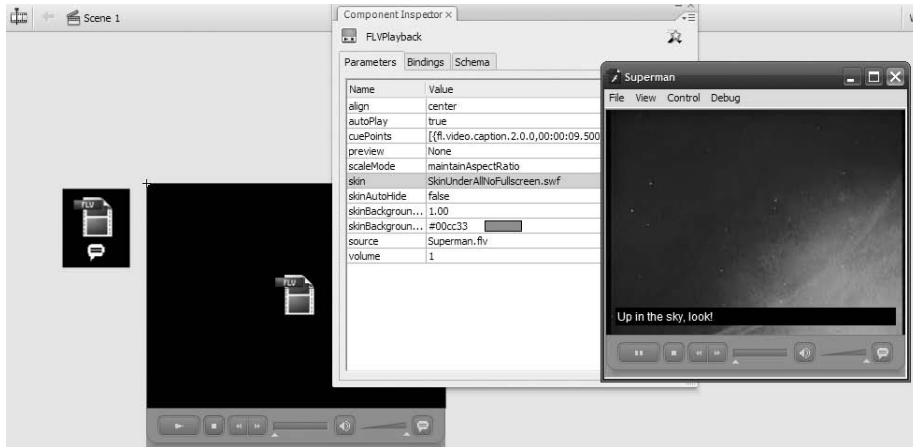 Scene 1
Component Inspector ×
FLVPlayback
Parameters Bindings Schema
Name Value
align center
autoPlay true
cuePoints [{fl.video.caption.2.0.0,00:00:09.500
preview None
scaleMode maintainAspectRatio
skin SkinUnderAllNoFullscreen.swf
skinAutoHide false
skinBackgroun... 1.00
skinBackgroun... #00cc33
source Superman.flv
volume 1
Superman
File View Control Debug
Up in the sky, look!
FLV
FLV